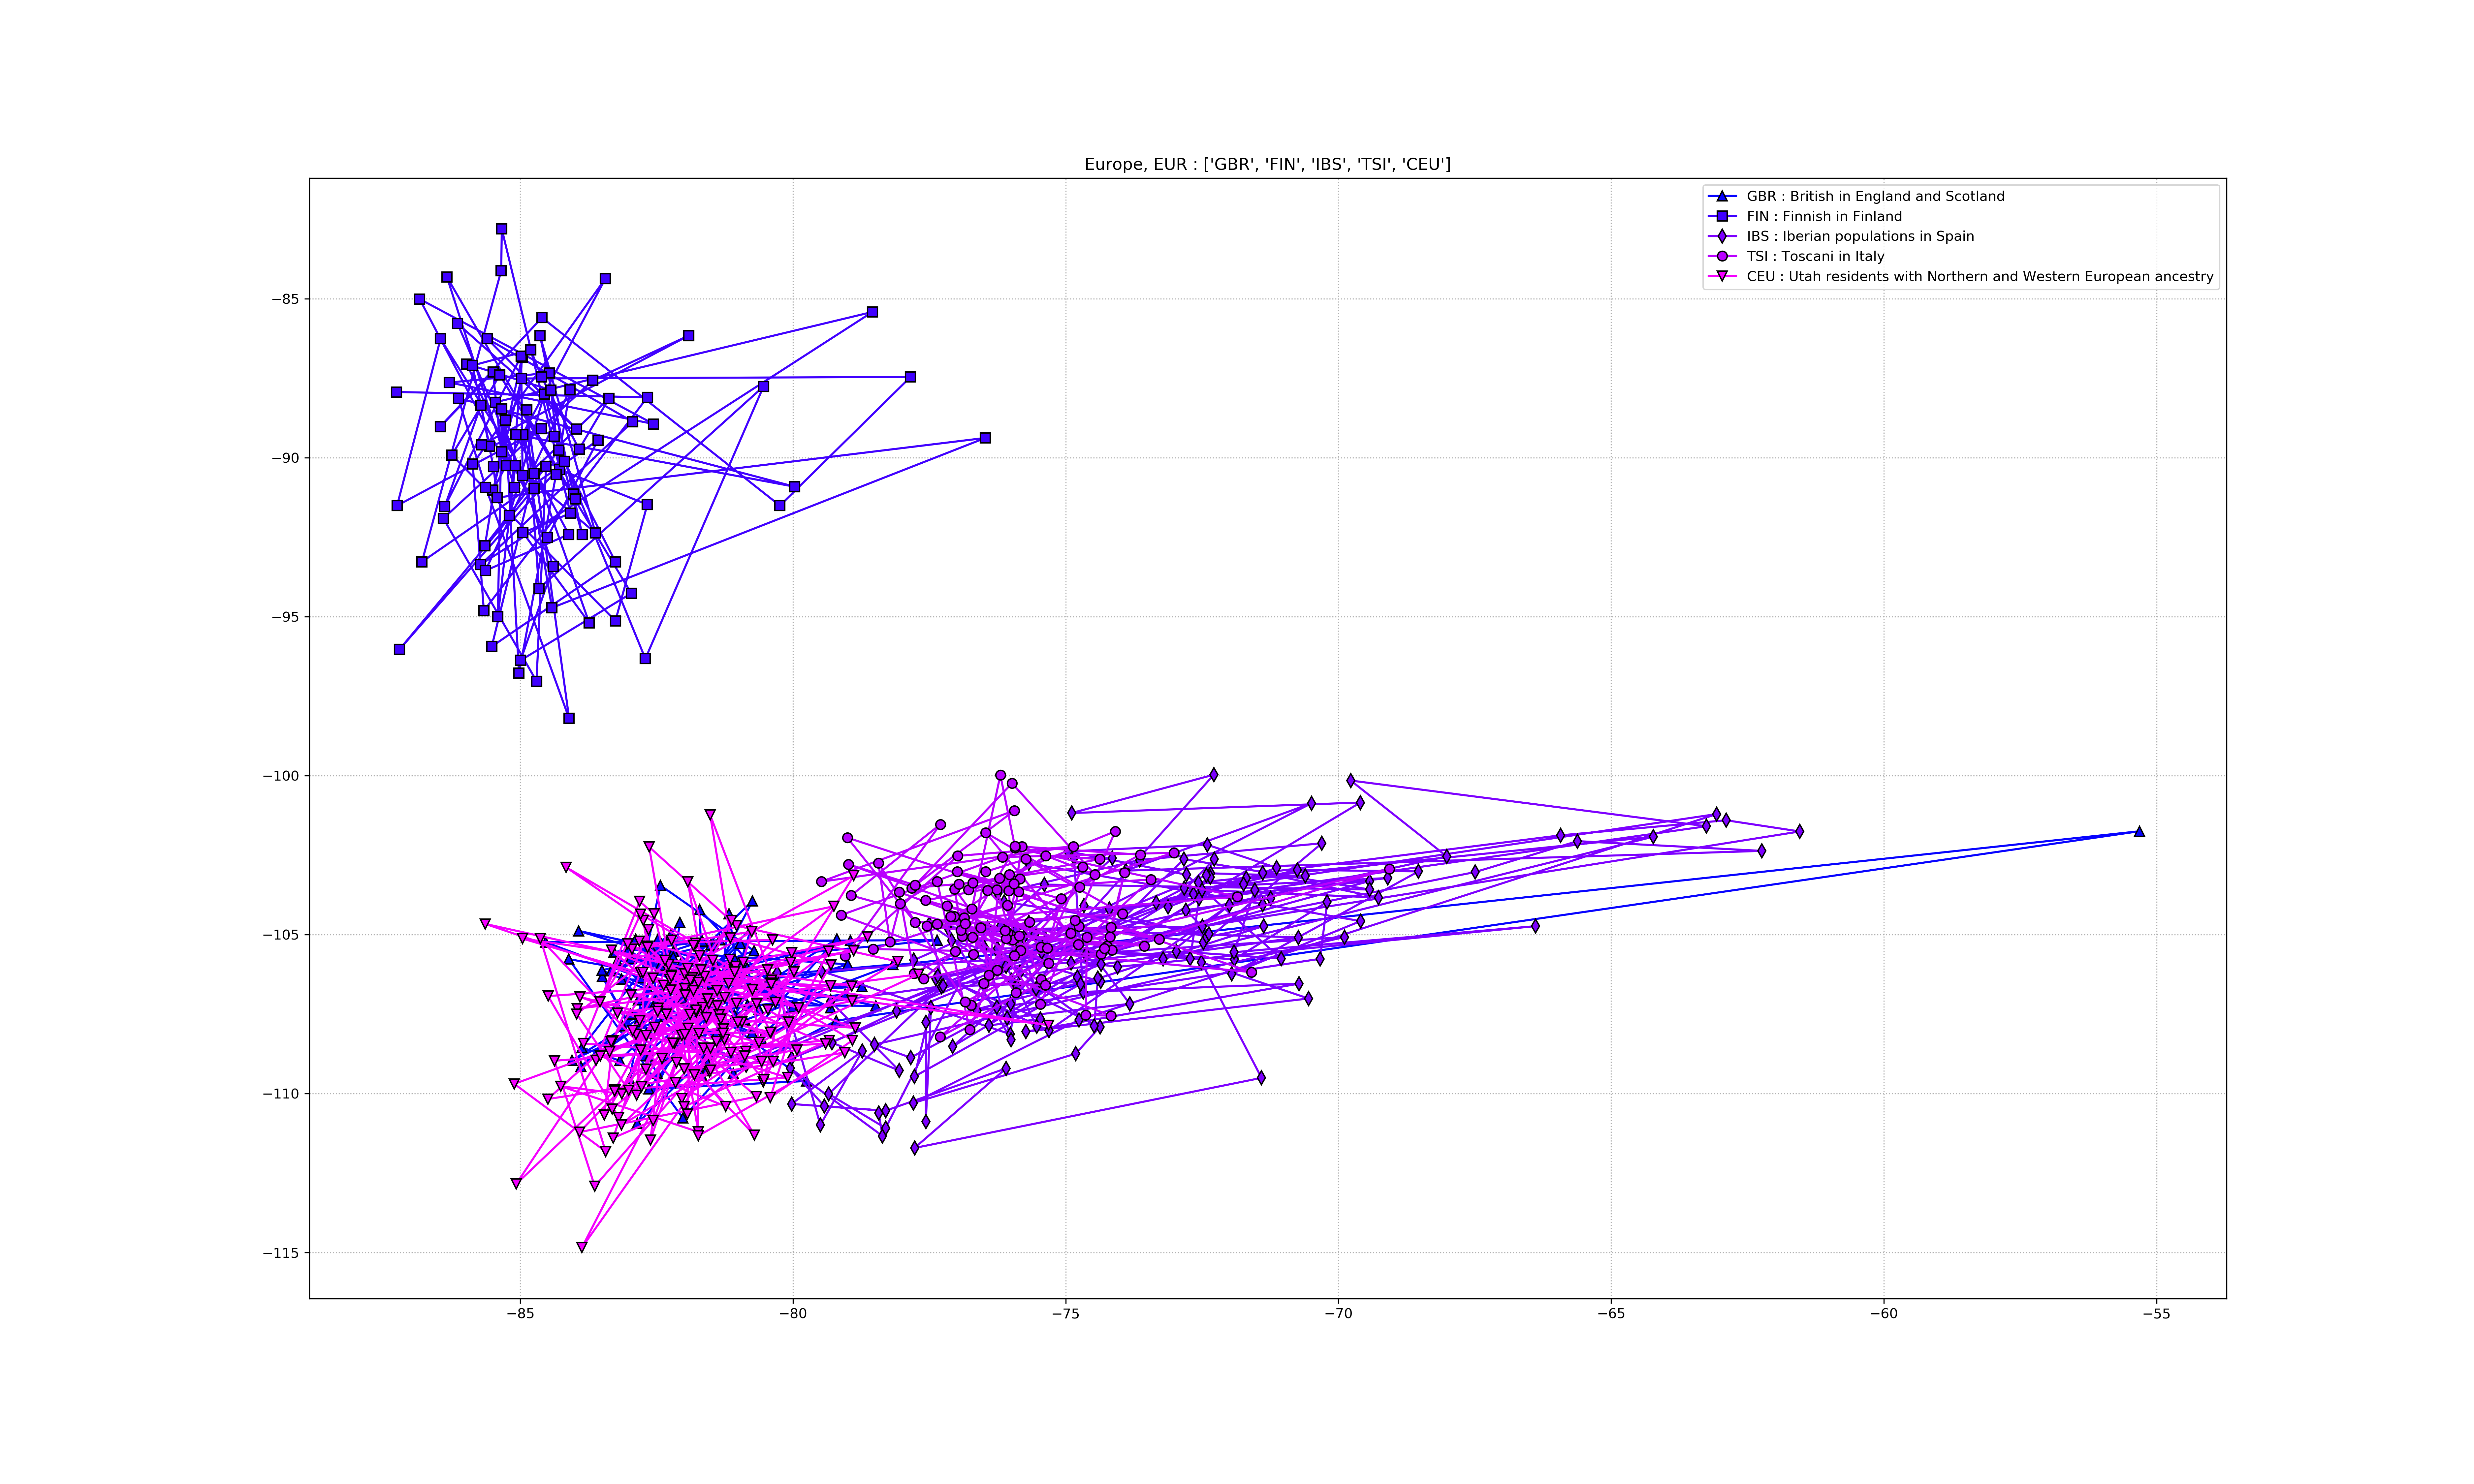 Europe, EUR : ['GBR', 'FIN', 'IBS', 'TSI', 'CEU']
GBR : British in England and Scotland
FIN : Finnish in Finland
IBS : Iberian populations in Spain
TSI : Toscani in Italy
CEU : Utah residents with Northern and Western European ancestry
−85
−90
−95
−100
−105
−110
−115
−85 −80 −75 −70 −65 −60 −55